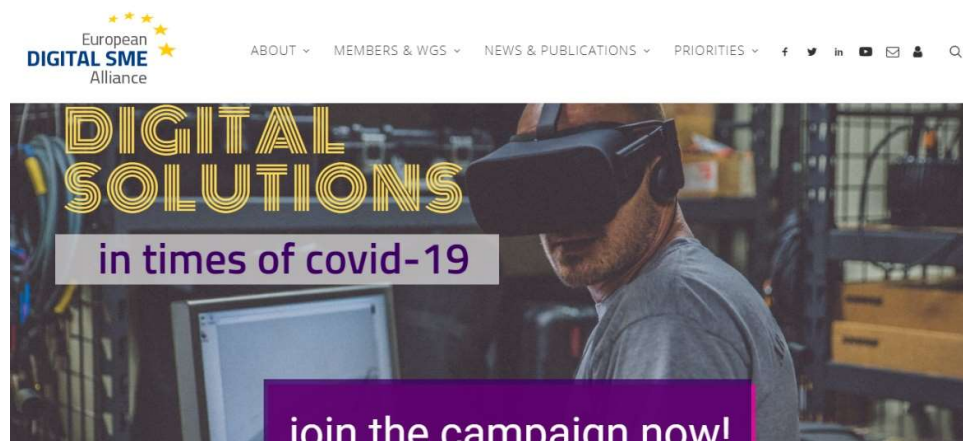 European
DIGITAL SME
Alliance
ABOUT
MEMBERS & WGS
NEWS & PUBLICATIONS
PRIORITIES
DIGITAL
SOLUTIONS
in times of covid-19
join the campaign now!